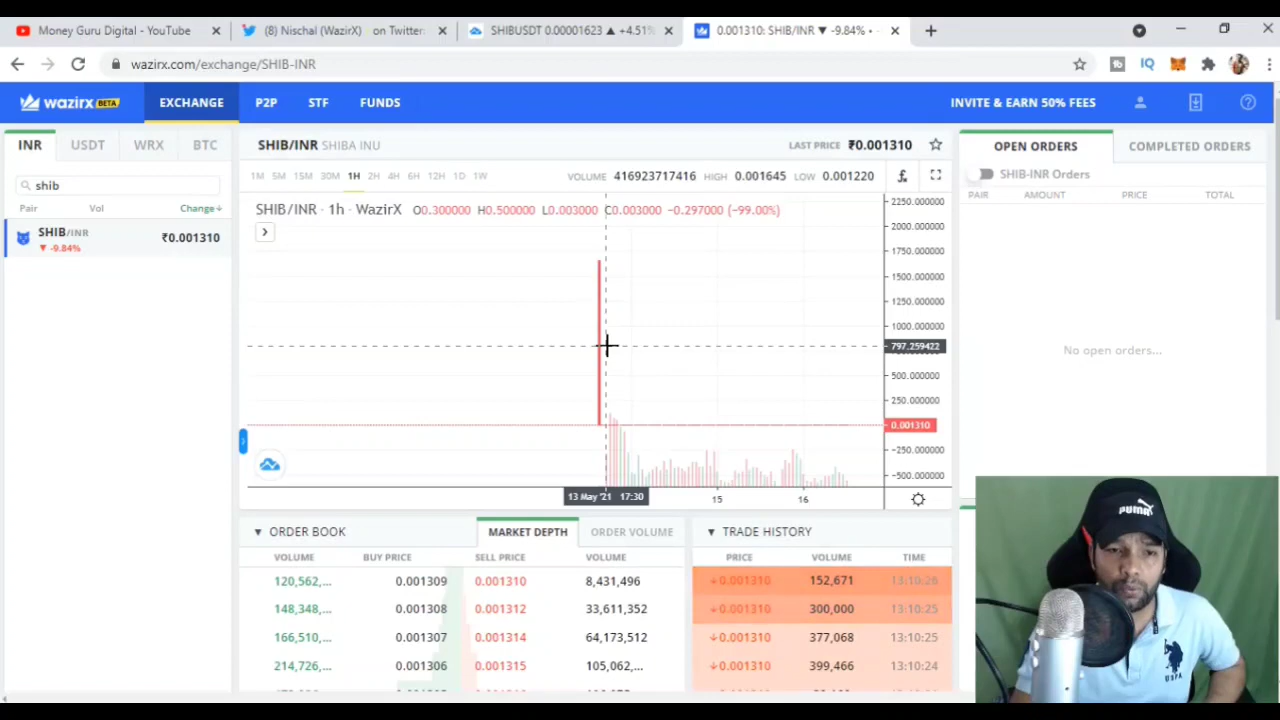 Money Guru Digital - YouTube
(8) Nischal (WazirX) on Twitter:
SHIBUSDT 0.00001623 ▲ +4.51%
0.001310: SHIB/INR ▼ -9.84% •
wazirx.com/exchange/SHIB-INR
IQ
wazirx BETA
EXCHANGE
P2P
STF
FUNDS
INVITE & EARN 50% FEES
INR
USDT
WRX
BTC
shib
Pair
Vol
Change↓
SHIB/INR
₹0.001310
▼ -9.84%
SHIB/INR SHIBA INU
LAST PRICE ₹0.001310
1M 5M 15M 30M 1H 2H 4H 6H 12H 1D 1W
VOLUME 416923717416 HIGH 0.001645 LOW 0.001220
SHIB/INR · 1h · WazirX O0.300000 H0.500000 L0.003000 C0.003000 −0.297000 (−99.00%)
2250.000000
2000.000000
1750.000000
1500.000000
1250.000000
1000.000000
797.259422
500.000000
250.000000
0.001310
−250.000000
−500.000000
13 May '21 17:30
15
16
OPEN ORDERS
COMPLETED ORDERS
SHIB-INR Orders
PAIR
AMOUNT
PRICE
TOTAL
No open orders...
▼ ORDER BOOK
MARKET DEPTH
ORDER VOLUME
VOLUME
BUY PRICE
SELL PRICE
VOLUME
120,562,...
0.001309
0.001310
8,431,496
148,348,...
0.001308
0.001312
33,611,352
166,510,...
0.001307
0.001314
64,173,512
214,726,...
0.001306
0.001315
105,062,...
▼ TRADE HISTORY
PRICE
VOLUME
TIME
↓0.001310
152,671
13:10:26
↓0.001310
300,000
13:10:25
↓0.001310
377,068
13:10:25
↓0.001310
399,466
13:10:24
PUMA
USPA